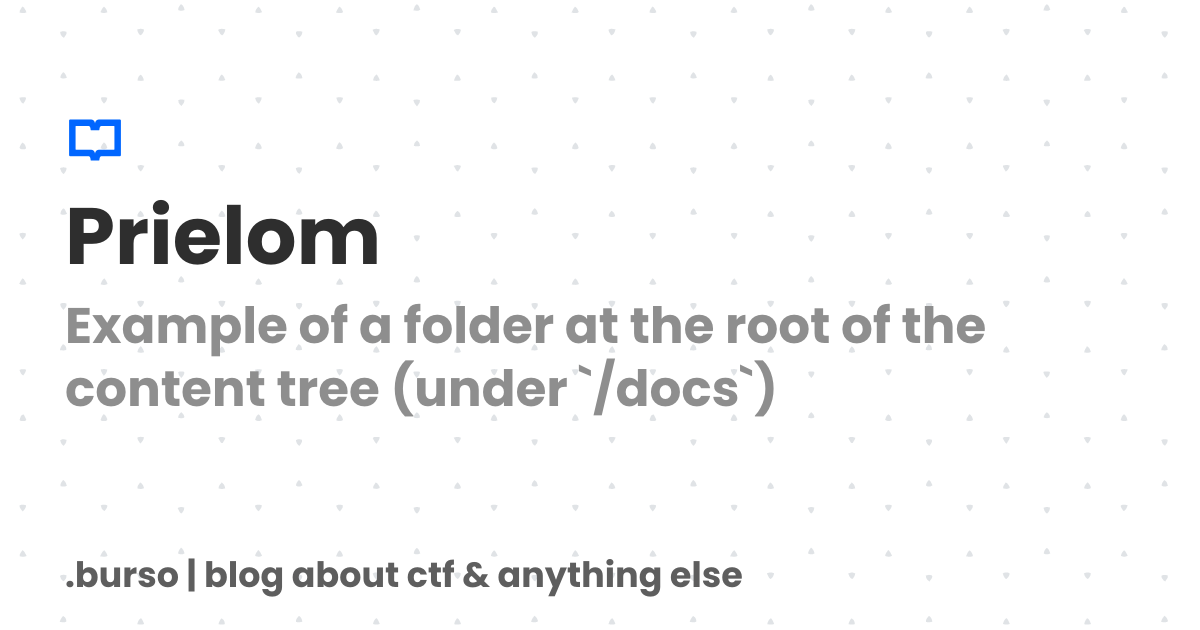 Prielom
Example of a folder at the root of the
content tree (under `/docs`)
.burso | blog about ctf & anything else